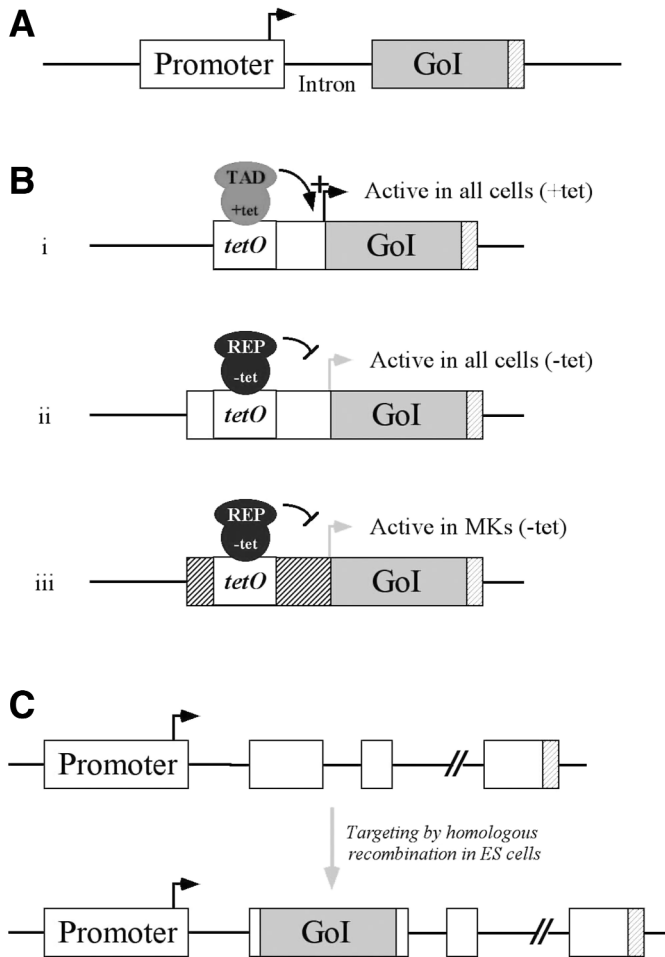 A
Promoter
Intron
GoI
B
i
TAD
+tet
tetO
+
GoI
Active in all cells (+tet)
ii
REP
-tet
tetO
GoI
Active in all cells (-tet)
iii
REP
-tet
tetO
GoI
Active in MKs (-tet)
C
Promoter
Targeting by homologous
recombination in ES cells
Promoter
GoI